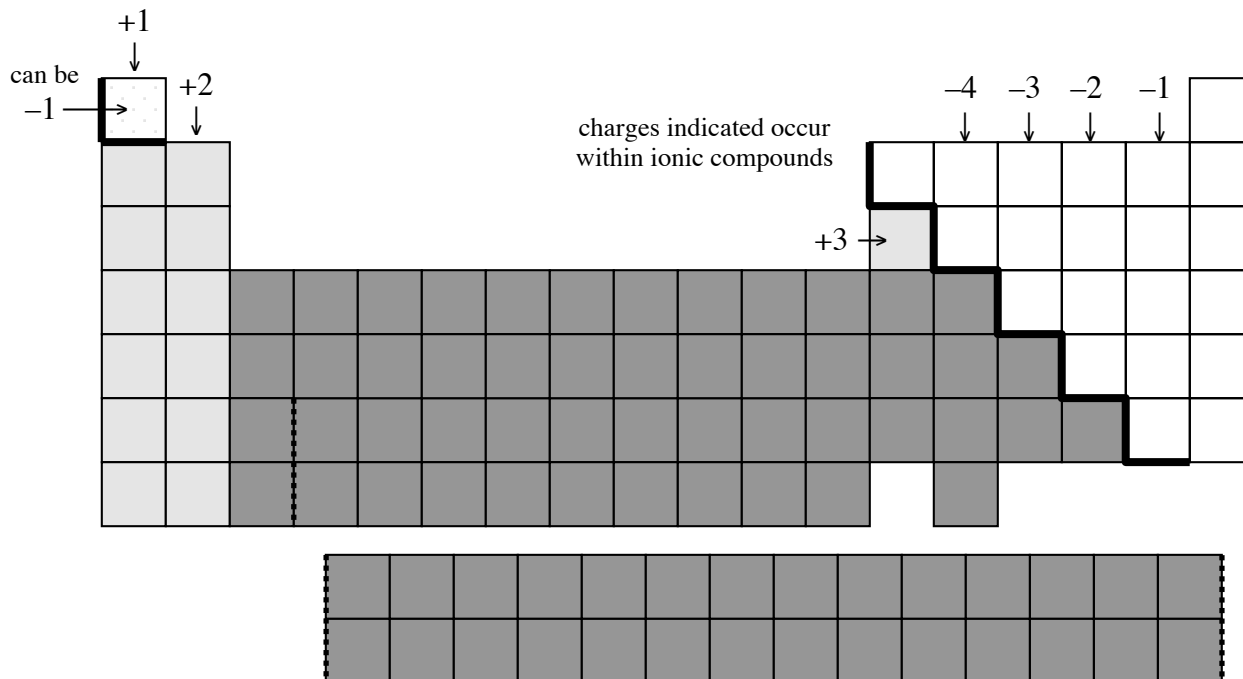 +1
can be
–1
+2
charges indicated occur
within ionic compounds
–4
–3
–2
–1
+3